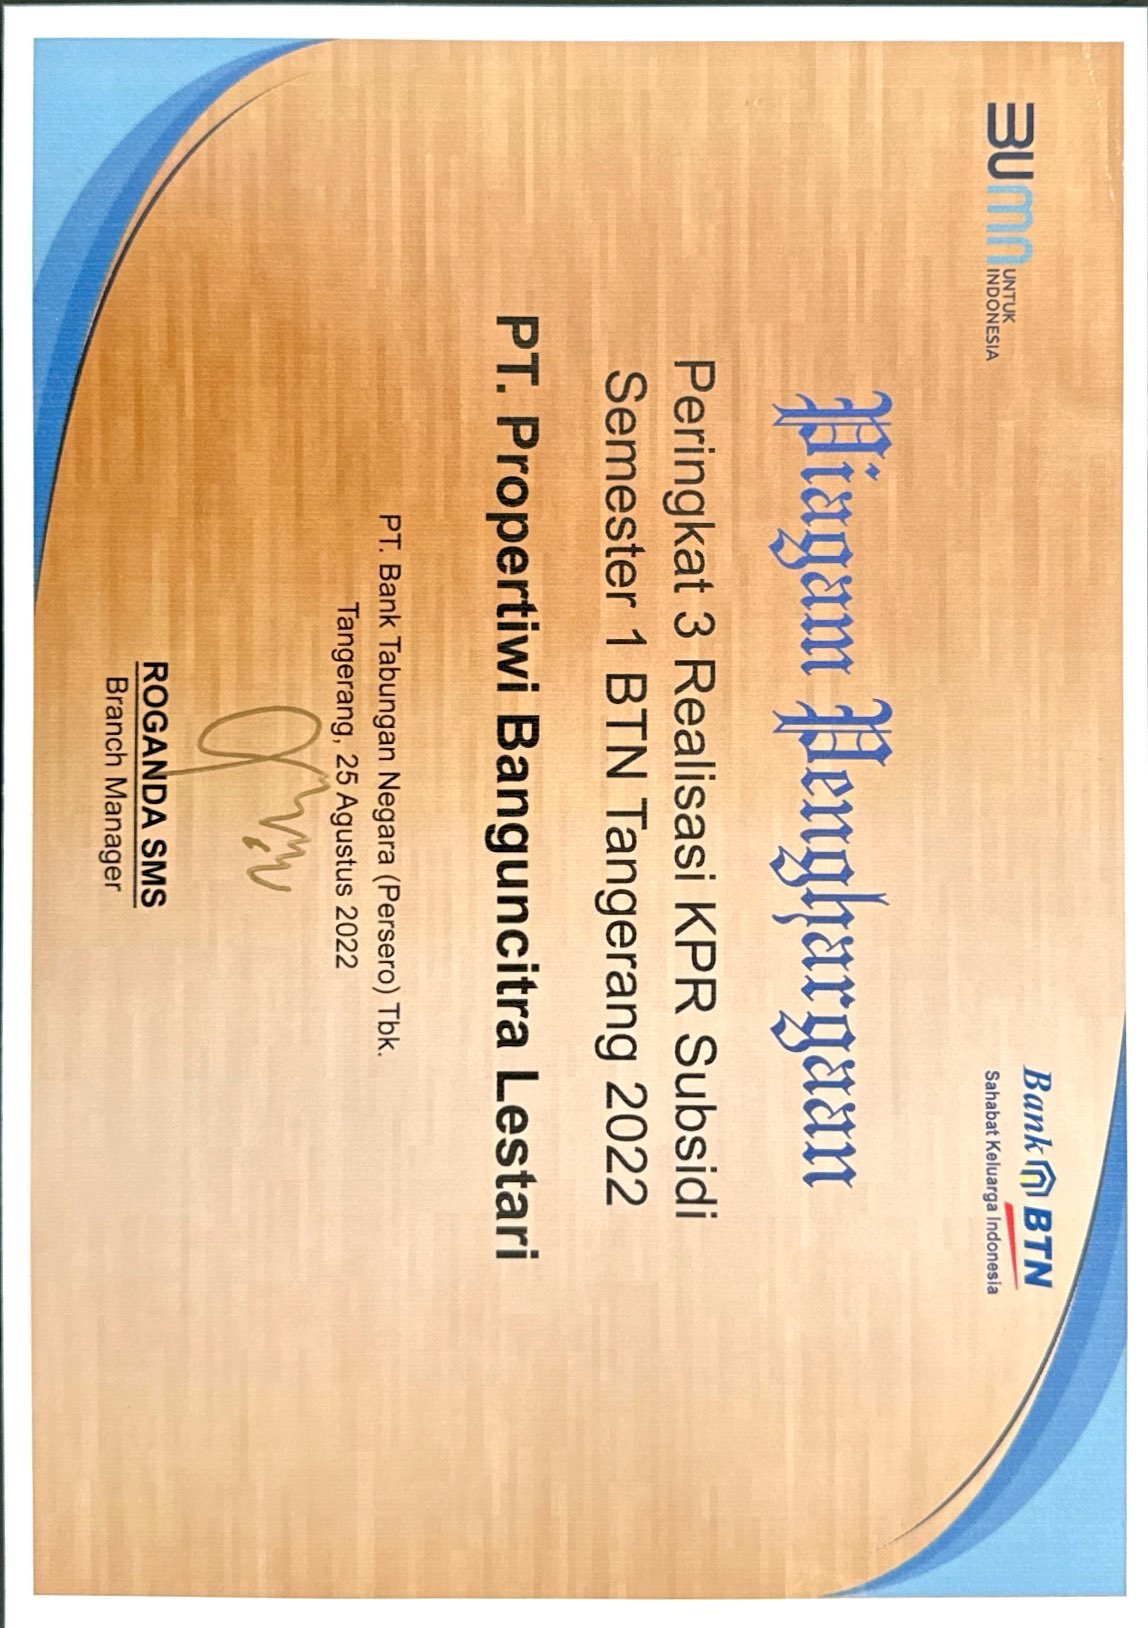 BUMN UNTUK INDONESIA
Bank BTN
Sahabat Keluarga Indonesia
Piagam Penghargaan
Peringkat 3 Realisasi KPR Subsidi
Semester 1 BTN Tangerang 2022
PT. Propertiwi Banguncitra Lestari
PT. Bank Tabungan Negara (Persero) Tbk.
Tangerang, 25 Agustus 2022
ROGANDA SMS
Branch Manager